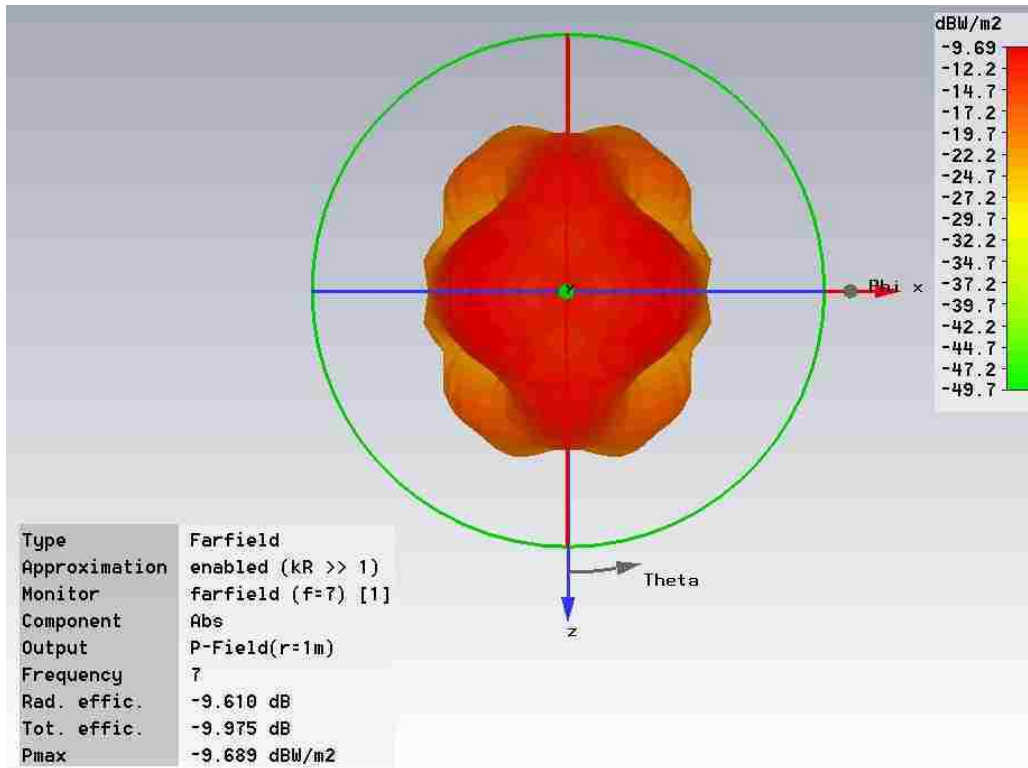 dBW/m2
-9.69
-12.2
-14.7
-17.2
-19.7
-22.2
-24.7
-27.2
-29.7
-32.2
-34.7
-37.2
-39.7
-42.2
-44.7
-47.2
-49.7
y
Phi x
Theta
z
Type Farfield
Approximation enabled (kR >> 1)
Monitor farfield (f=7) [1]
Component Abs
Output P-Field(r=1m)
Frequency 7
Rad. effic. -9.610 dB
Tot. effic. -9.975 dB
Pmax -9.689 dBW/m2